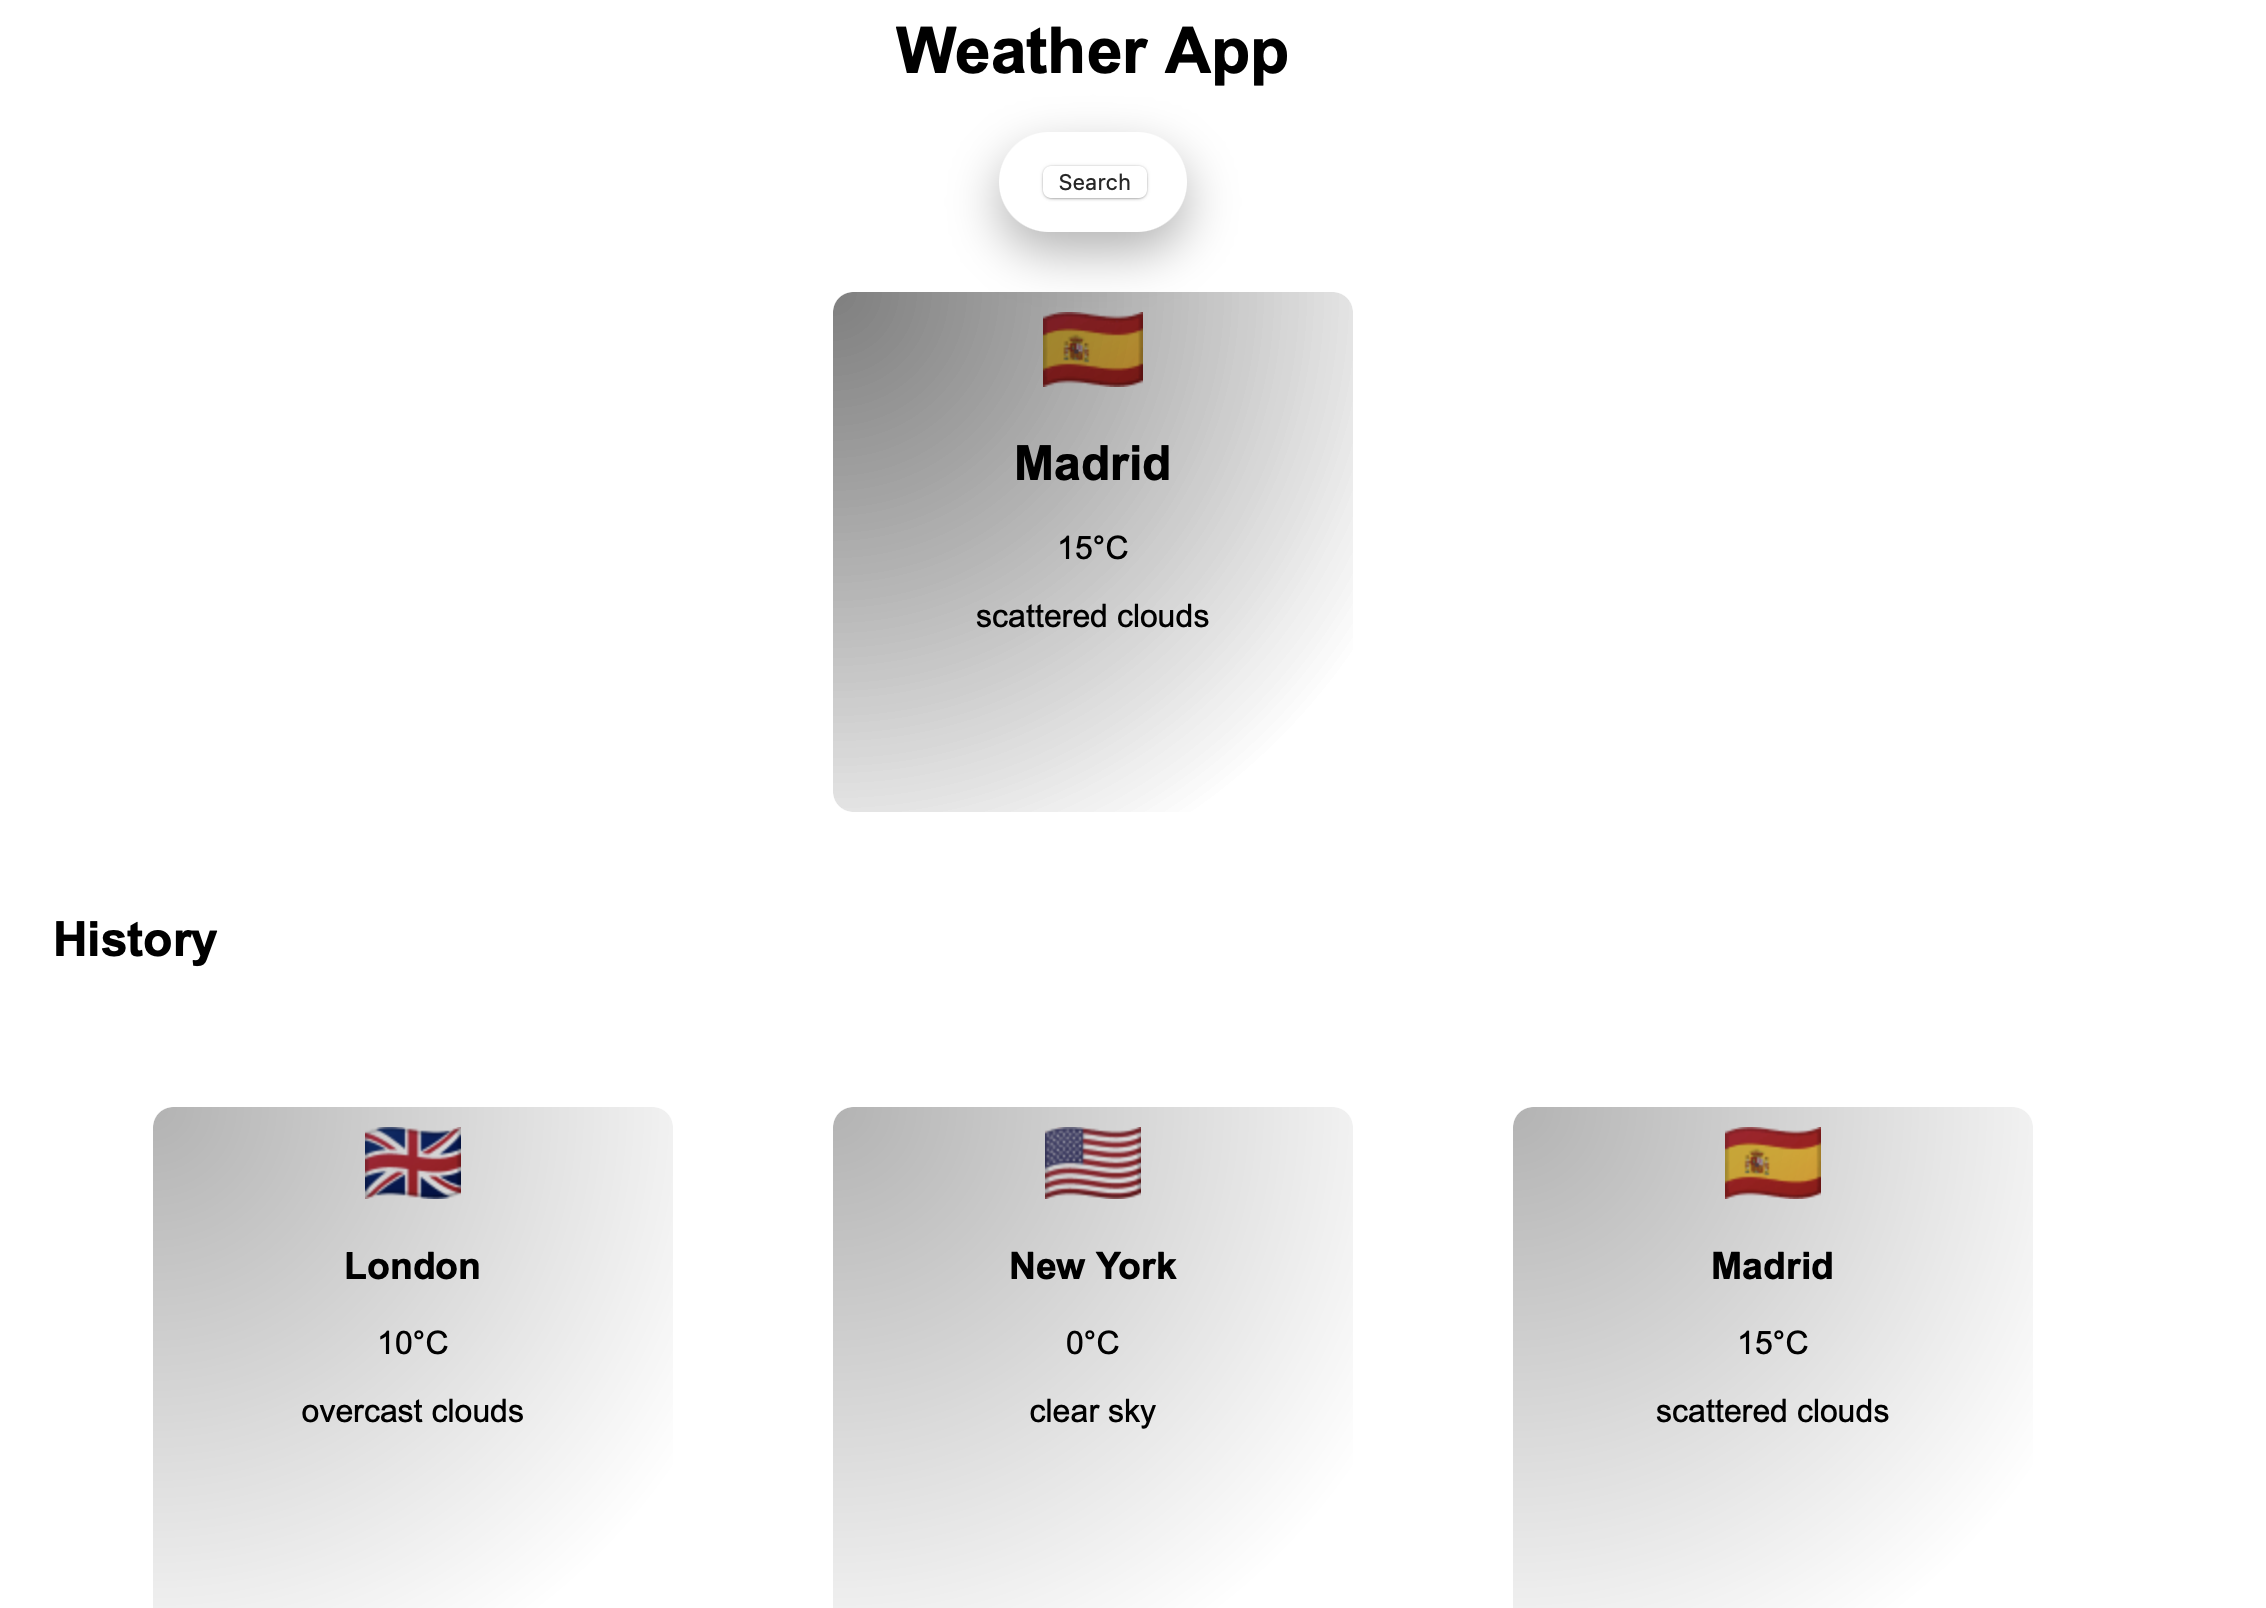 Weather App
Search
Madrid
15°C
scattered clouds
History
London
10°C
overcast clouds
New York
0°C
clear sky
Madrid
15°C
scattered clouds